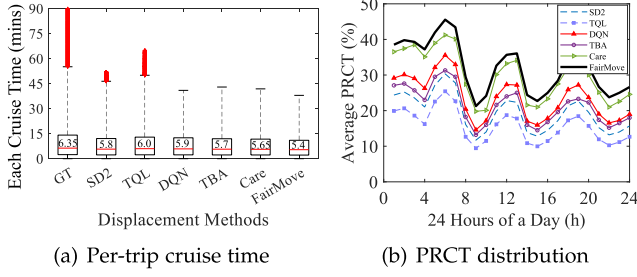 Each Cruise Time (mins)
90
75
60
45
30
15
0
6.35
5.8
6.0
5.9
5.7
5.65
5.4
GT
SD2
TQL
DQN
TBA
Care
FairMove
Displacement Methods
(a) Per-trip cruise time
Average PRCT (%)
50
40
30
20
10
0
0 4 8 12 16 20 24
24 Hours of a Day (h)
SD2
TQL
DQN
TBA
Care
FairMove
(b) PRCT distribution